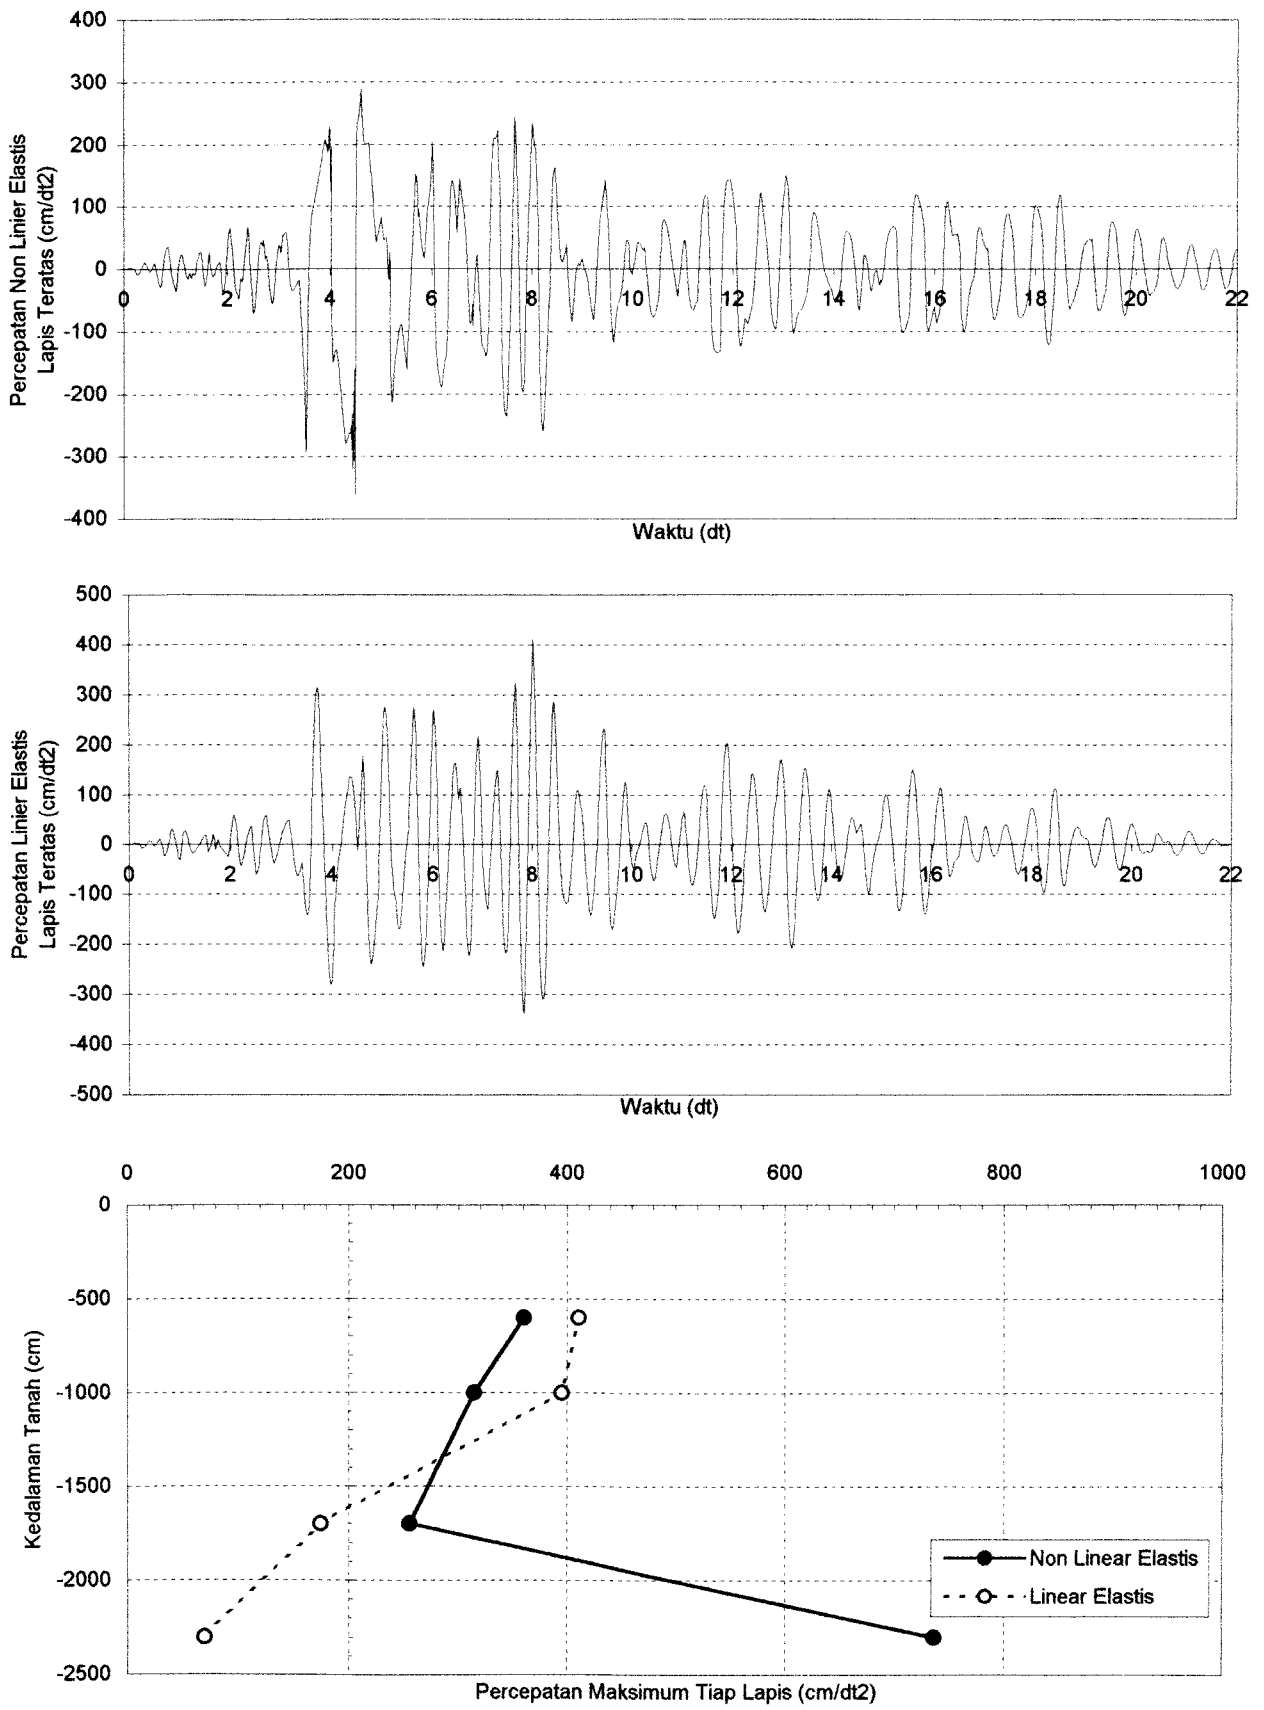 400
300
200
100
0
-100
-200
-300
-400
Percepatan Non Linier Elastis
Lapis Teratas (cm/dt2)
0 2 4 6 8 10 12 14 16 18 20 22
Waktu (dt)
500
400
300
200
100
0
-100
-200
-300
-400
-500
Percepatan Linier Elastis
Lapis Teratas (cm/dt2)
0 2 4 6 8 10 12 14 16 18 20 22
Waktu (dt)
0 200 400 600 800 1000
0
-500
-1000
-1500
-2000
-2500
Kedalaman Tanah (cm)
Non Linear Elastis
Linear Elastis
Percepatan Maksimum Tiap Lapis (cm/dt2)